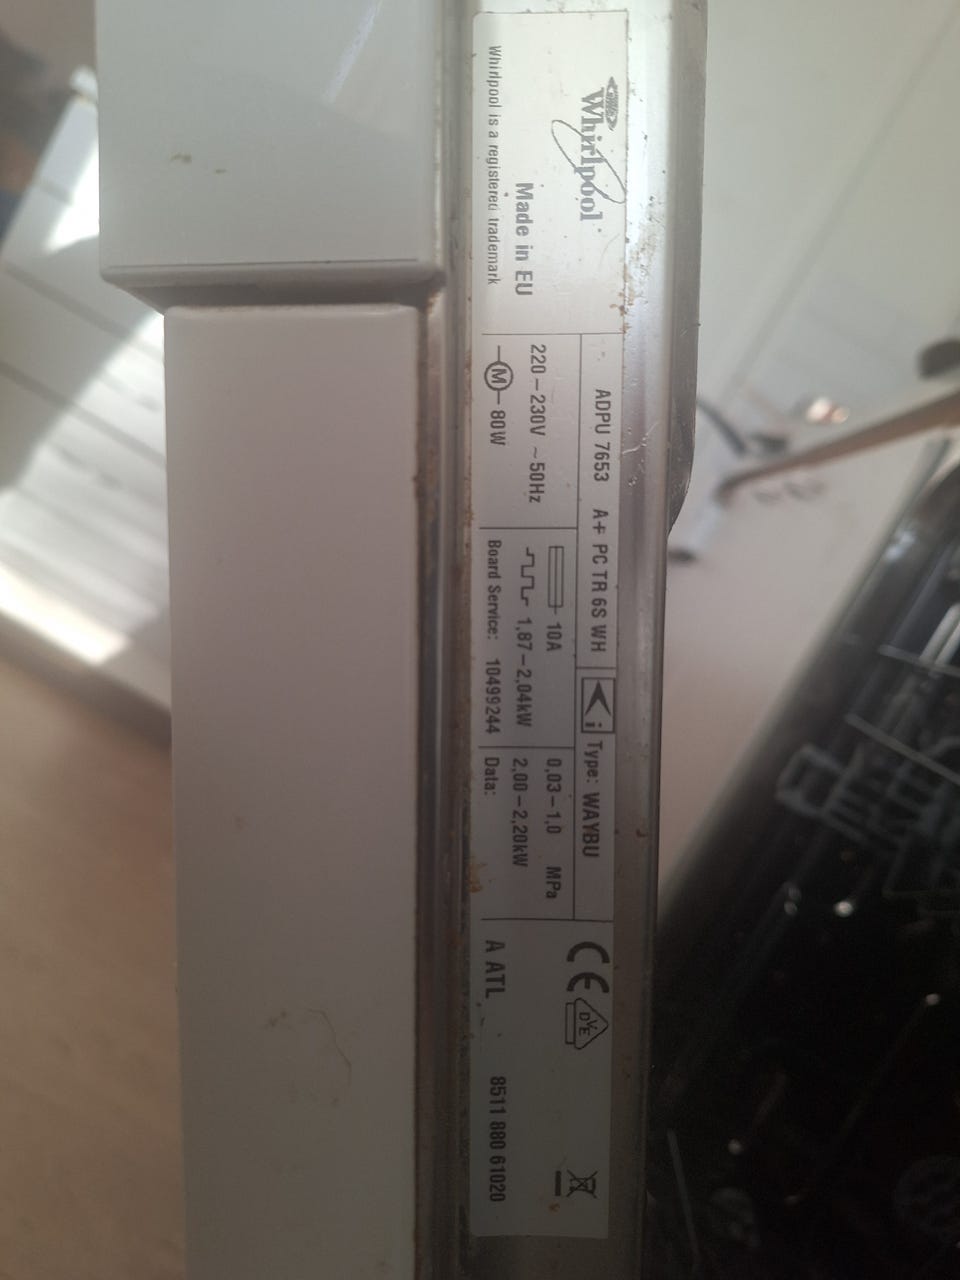 Whirlpool
Made in EU
Whirlpool is a registered trademark
ADPU 7653 A+ PC TR 6S WH
i Type: WAYBU
220–230V ~50Hz
M 80W
10A
1,87–2,04kW
Board Service: 10499244
0,03–1,0 MPa
2,00–2,20kW
Data:
CE
DVE
A ATL
8511 880 61020